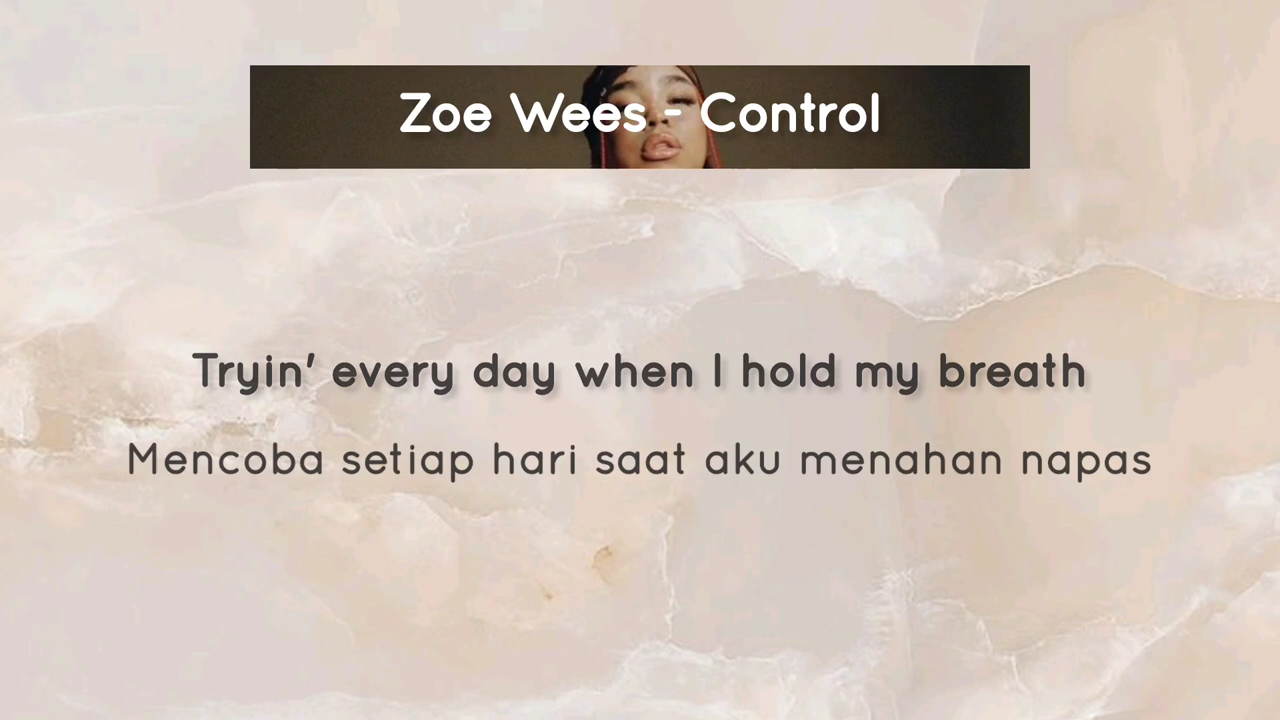 Zoe Wees - Control
Tryin' every day when I hold my breath
Mencoba setiap hari saat aku menahan napas